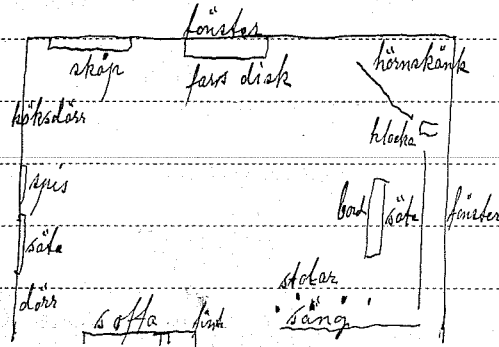 fönster
skåp
fars disk
hörnskänk
köksdörr
klocka
spis
bord säte fönster
säte
stolar
dörr
soffa
säng